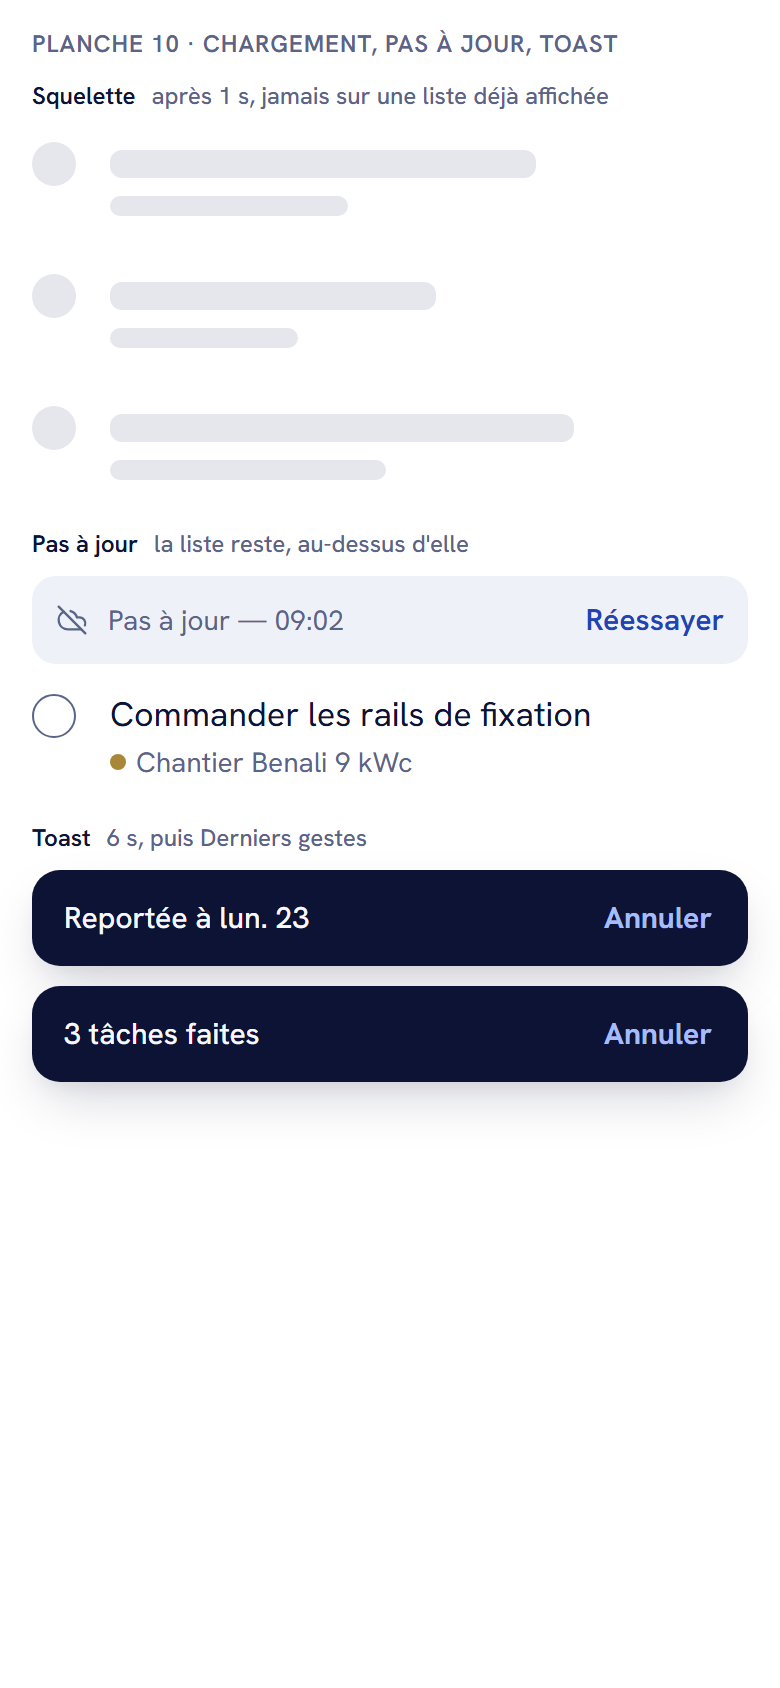 PLANCHE 10 · CHARGEMENT, PAS À JOUR, TOAST
Squelette après 1 s, jamais sur une liste déjà affichée
Pas à jour la liste reste, au-dessus d'elle
Pas à jour — 09:02 Réessayer
Commander les rails de fixation
Chantier Benali 9 kWc
Toast 6 s, puis Derniers gestes
Reportée à lun. 23 Annuler
3 tâches faites Annuler